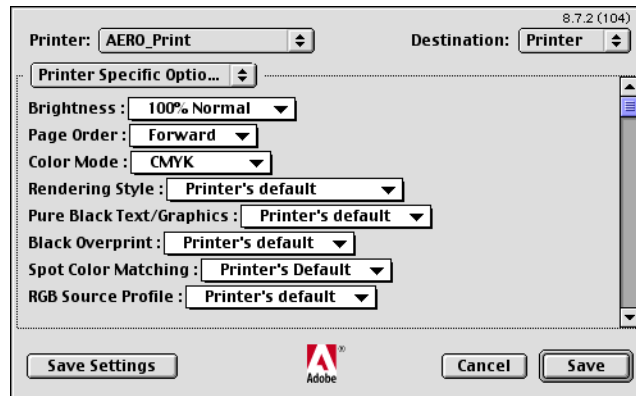 8.7.2 (104)
Printer: AERO_Print Destination: Printer
Printer Specific Optio...
Brightness : 100% Normal
Page Order : Forward
Color Mode : CMYK
Rendering Style : Printer's default
Pure Black Text/Graphics : Printer's default
Black Overprint : Printer's default
Spot Color Matching : Printer's Default
RGB Source Profile : Printer's default
Save Settings Adobe® Cancel Save